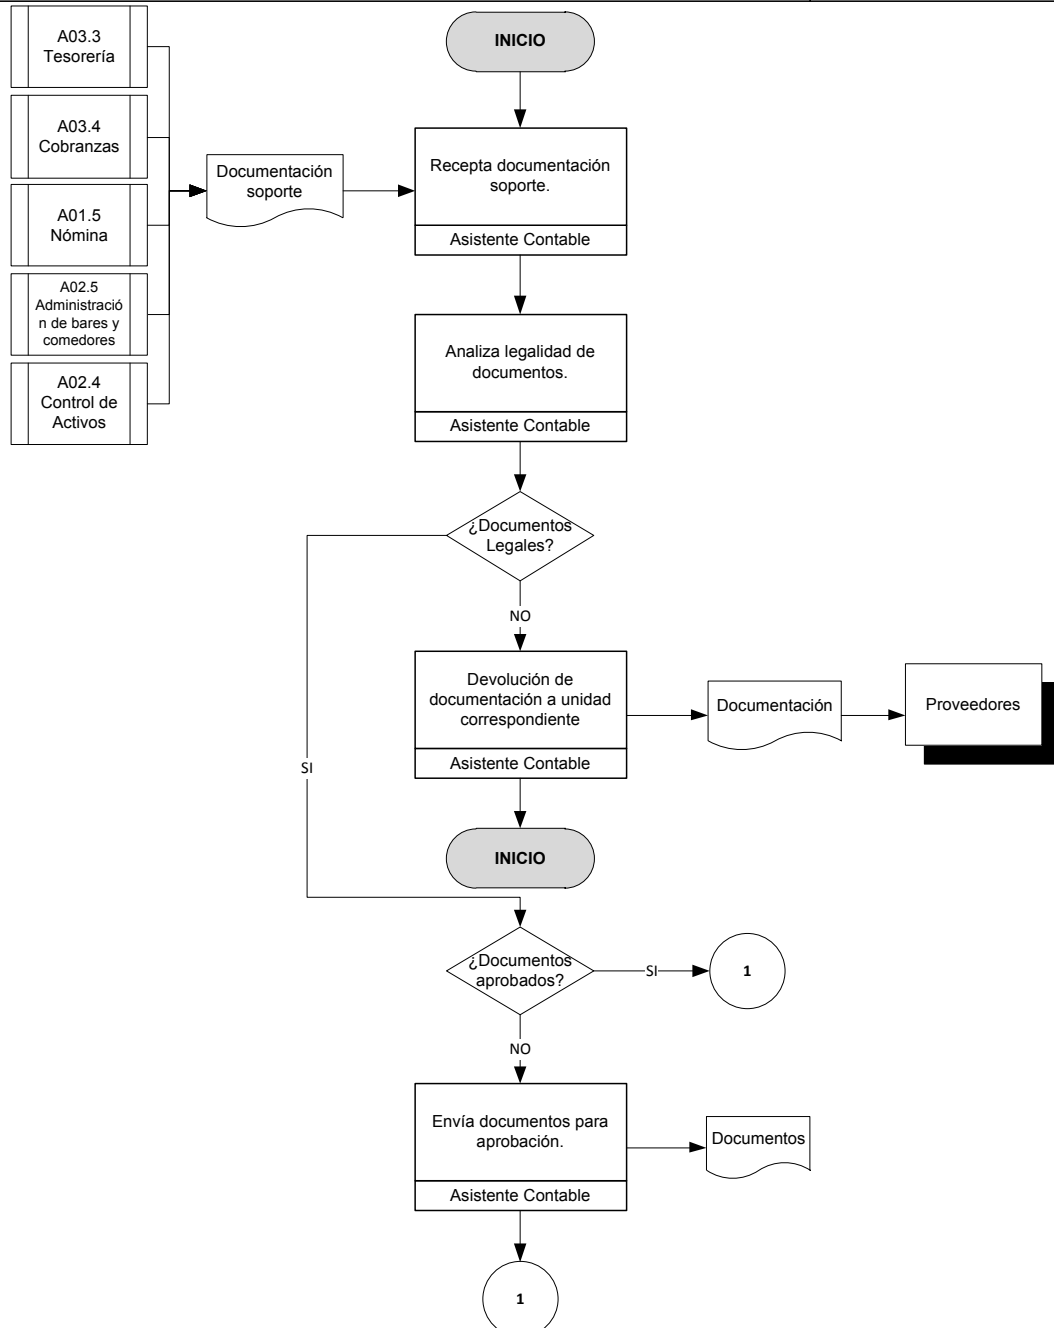 A03.3
Tesorería
A03.4
Cobranzas
A01.5
Nómina
A02.5
Administració
n de bares y
comedores
A02.4
Control de
Activos
Documentación
soporte
INICIO
Recepta documentación
soporte.
Asistente Contable
Analiza legalidad de
documentos.
Asistente Contable
¿Documentos
Legales?
NO
SI
Devolución de
documentación a unidad
correspondiente
Asistente Contable
Documentación
Proveedores
INICIO
¿Documentos
aprobados?
SI
1
NO
Envía documentos para
aprobación.
Asistente Contable
Documentos
1